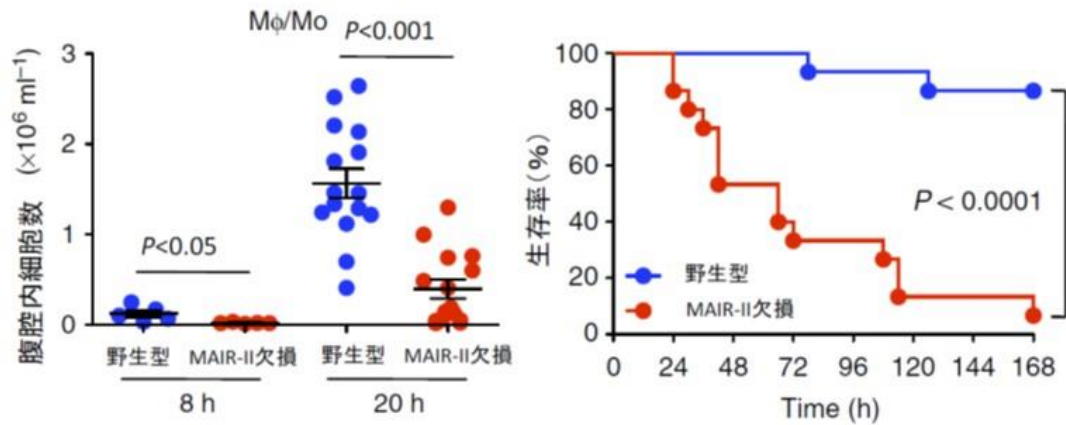 Mφ/Mo
腹腔内細胞数 (×10⁶ ml⁻¹)
3
2
1
0
P<0.05
P<0.001
野生型 MAIR-II欠損 野生型 MAIR-II欠損
8 h 20 h
生存率(%)
100
80
60
40
20
0
P < 0.0001
野生型
MAIR-II欠損
0 24 48 72 96 120 144 168
Time (h)